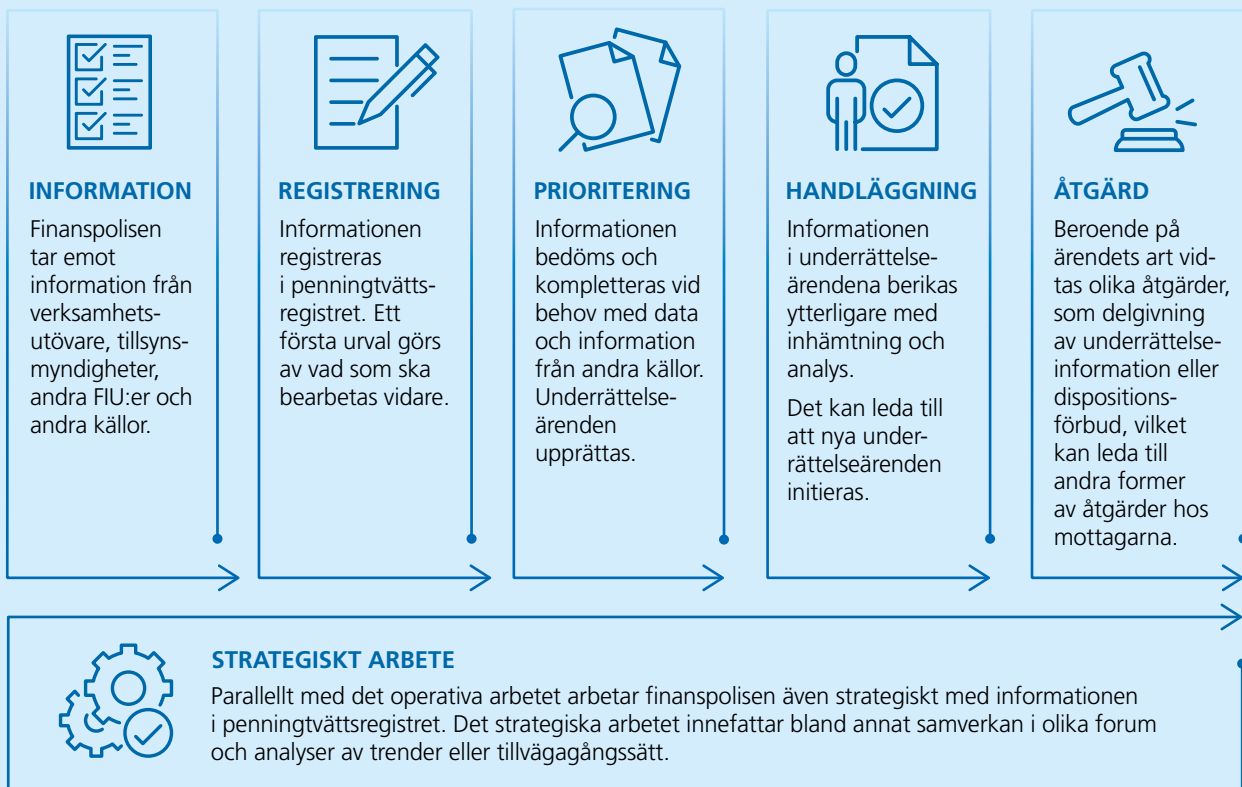 INFORMATION
Finanspolisen
tar emot
information från
verksamhets-
utövare, tillsyns-
myndigheter,
andra FIU:er och
andra källor.
REGISTRERING
Informationen
registreras
i penningtvätts-
registret. Ett
första urval görs
av vad som ska
bearbetas vidare.
PRIORITERING
Informationen
bedöms och
kompletteras vid
behov med data
och information
från andra källor.
Underrättelse-
ärenden
upprättas.
HANDLÄGGNING
Informationen
i underrättelse-
ärendena berikas
ytterligare med
inhämtning och
analys.
Det kan leda till
att nya under-
rättelseärenden
initieras.
ÅTGÄRD
Beroende på
ärendets art vid-
tas olika åtgärder,
som delgivning
av underrättelse-
information eller
dispositions-
förbud, vilket
kan leda till
andra former
av åtgärder hos
mottagarna.
STRATEGISKT ARBETE
Parallellt med det operativa arbetet arbetar finanspolisen även strategiskt med informationen
i penningtvättsregistret. Det strategiska arbetet innefattar bland annat samverkan i olika forum
och analyser av trender eller tillvägagångssätt.